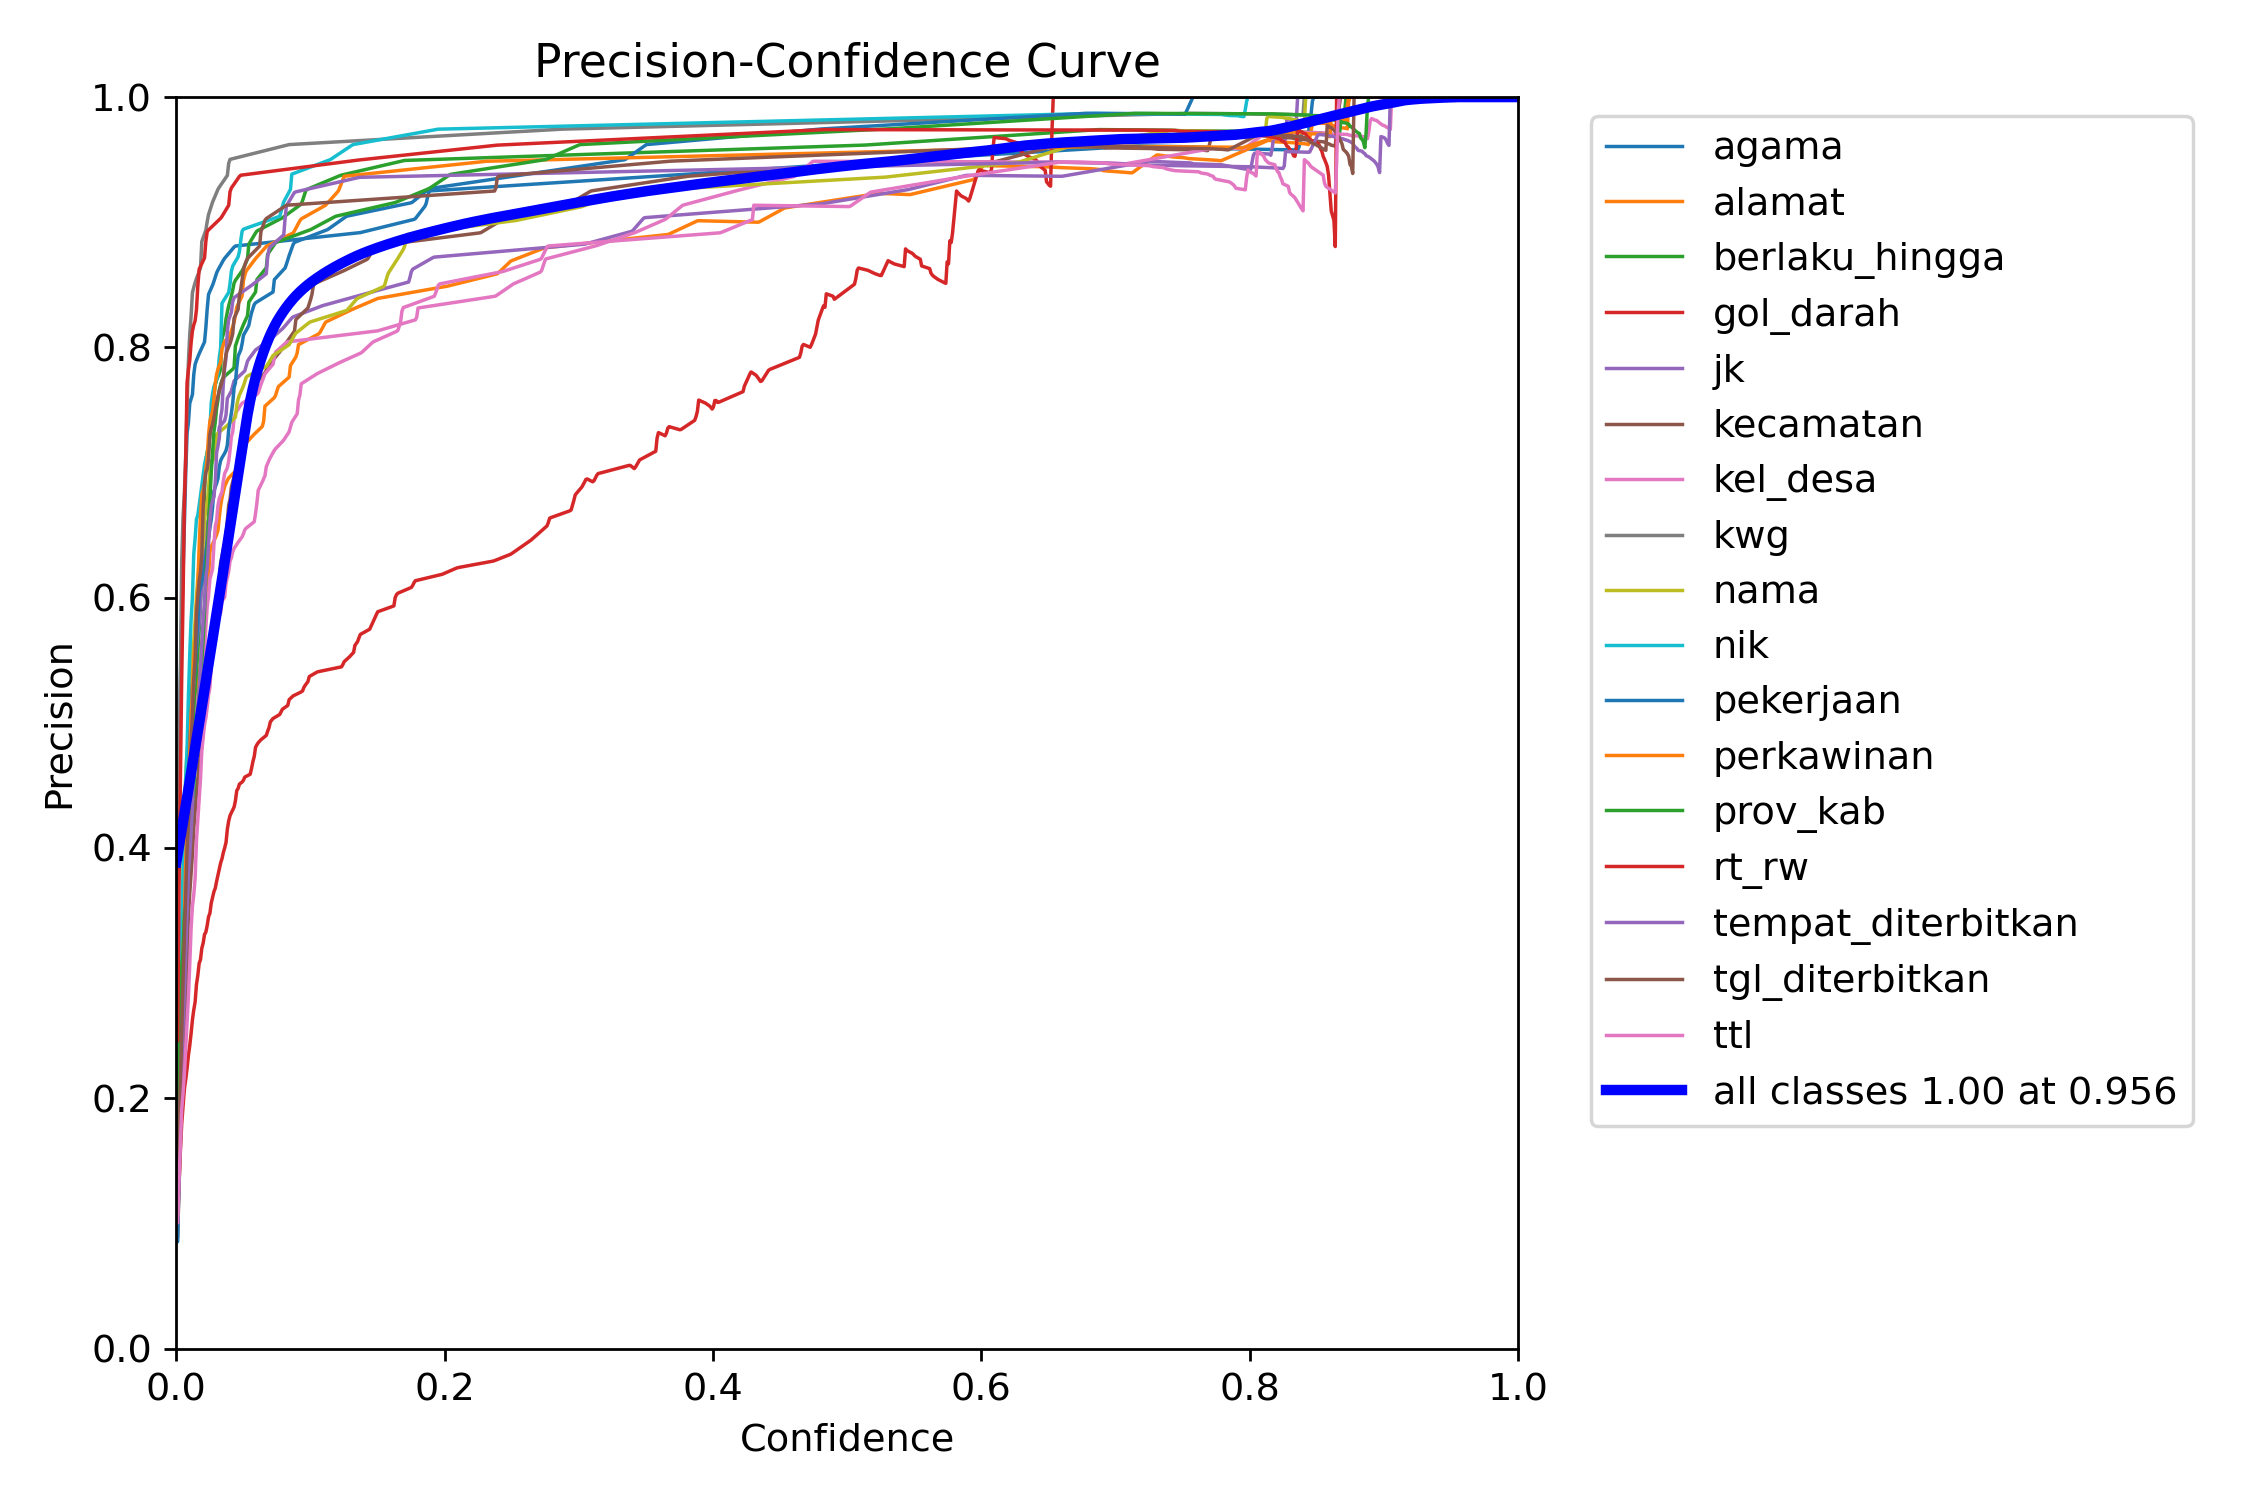 Precision-Confidence Curve
1.0
0.8
0.6
0.4
0.2
0.0
Precision
0.0 0.2 0.4 0.6 0.8 1.0
Confidence
agama
alamat
berlaku_hingga
gol_darah
jk
kecamatan
kel_desa
kwg
nama
nik
pekerjaan
perkawinan
prov_kab
rt_rw
tempat_diterbitkan
tgl_diterbitkan
ttl
all classes 1.00 at 0.956